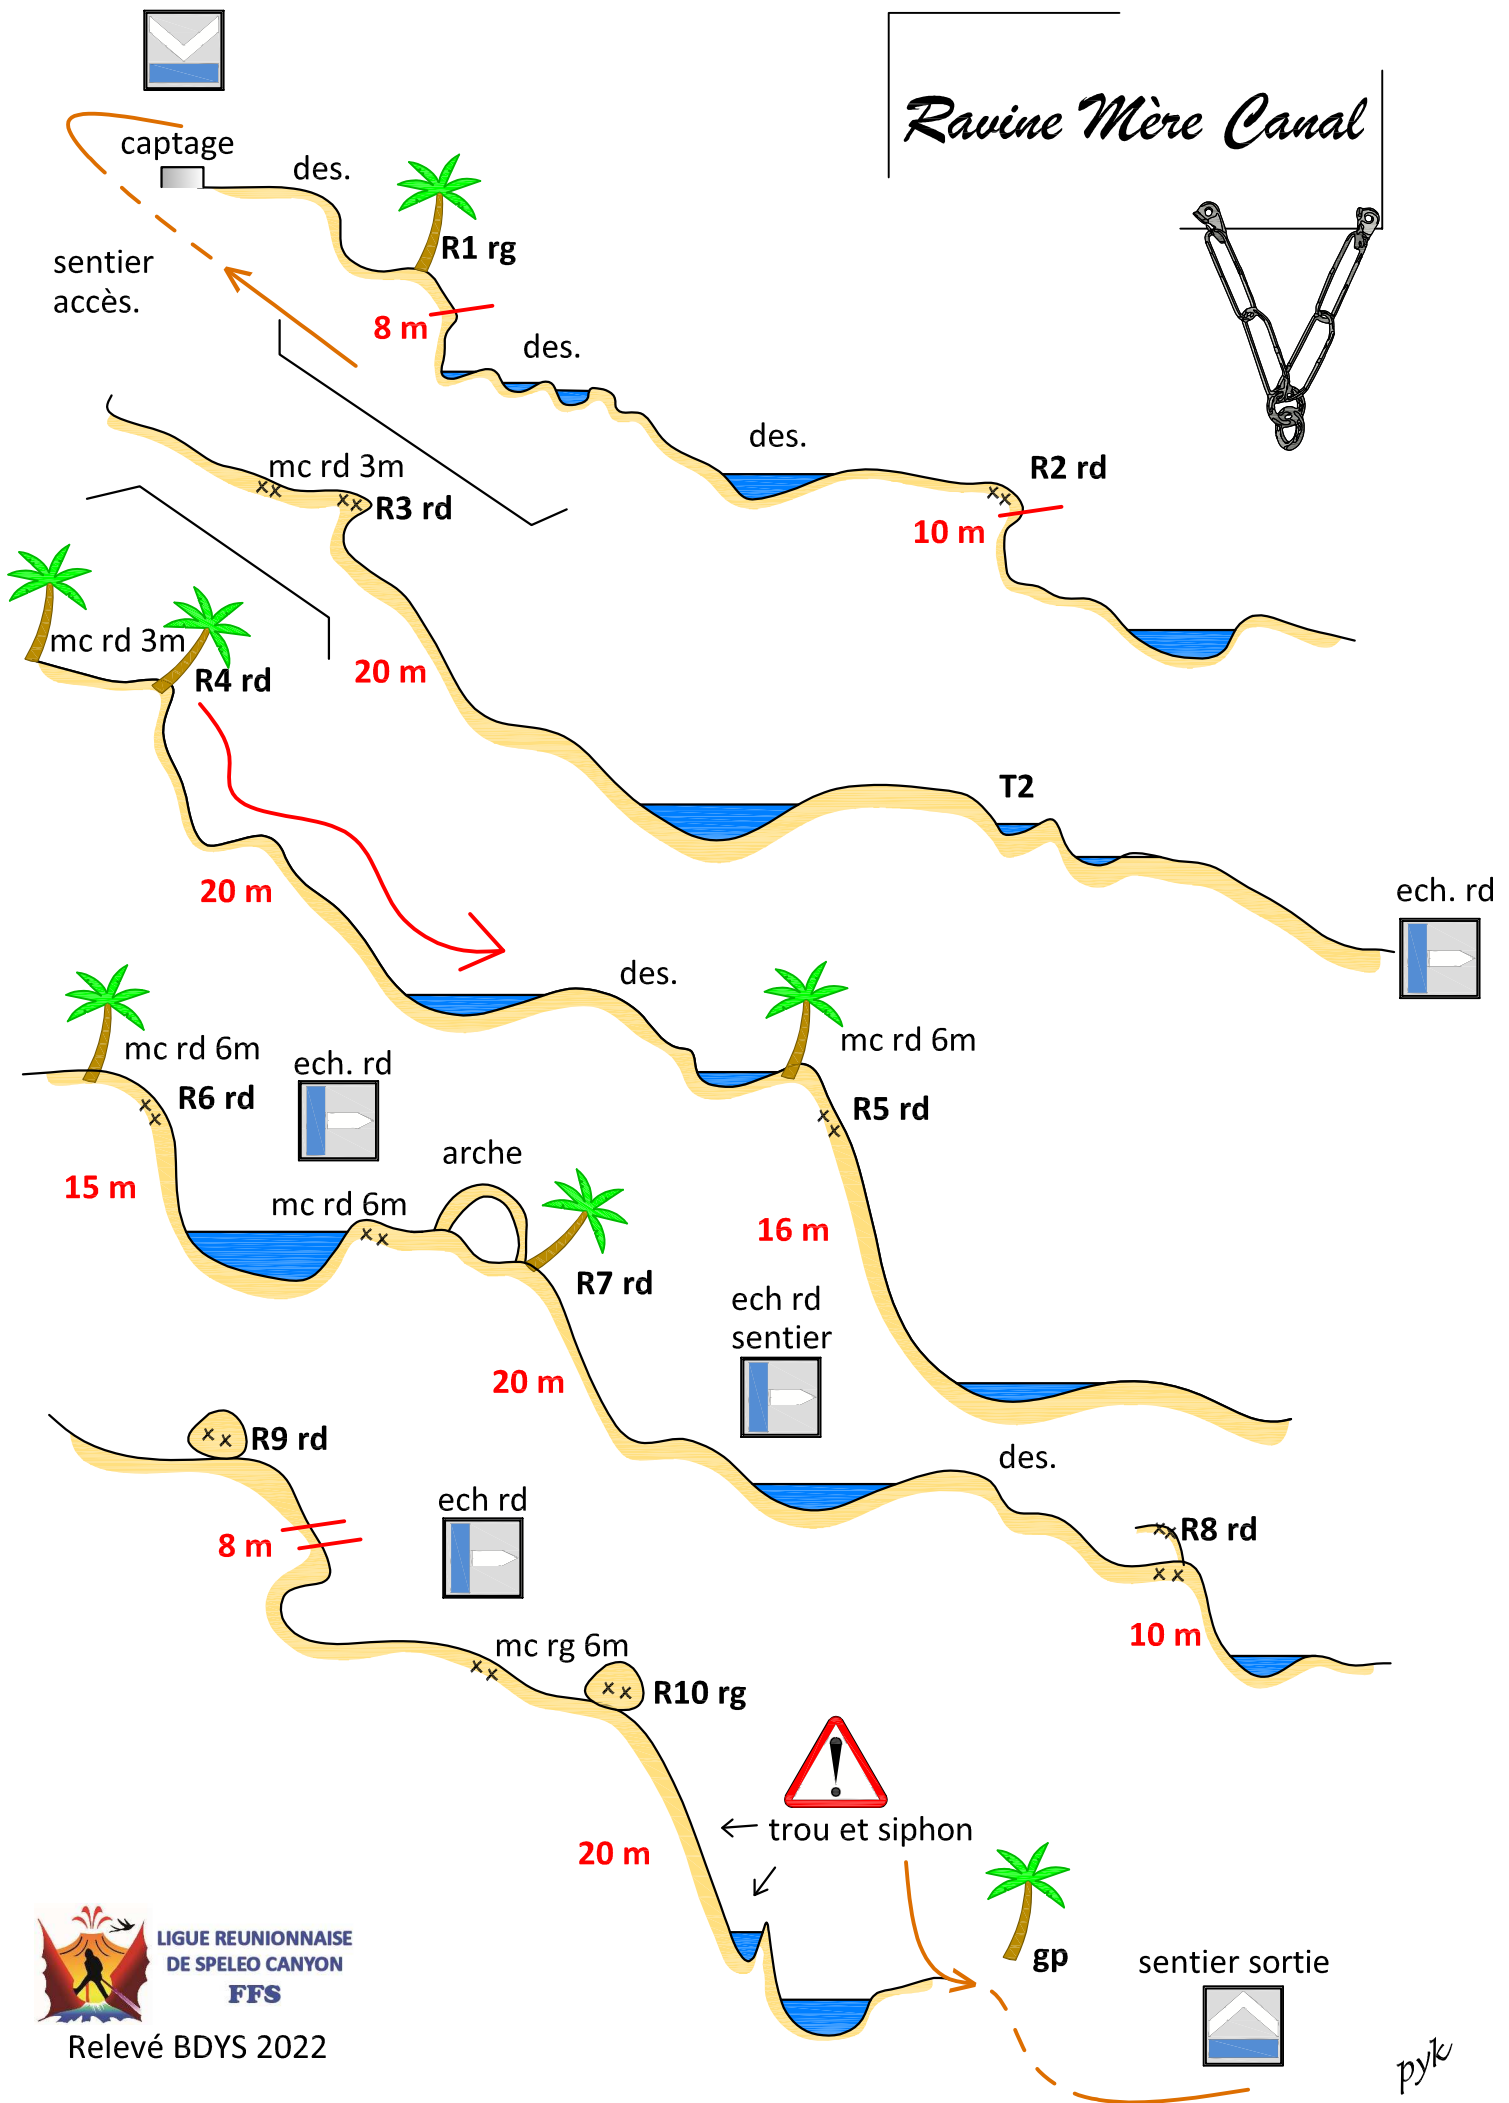 Ravine Mère Canal
captage
des.
R1 rg
sentier
accès.
8 m
des.
des.
R2 rd
10 m
mc rd 3m
R3 rd
20 m
T2
ech. rd
mc rd 3m
R4 rd
20 m
des.
mc rd 6m
R5 rd
16 m
mc rd 6m
R6 rd
15 m
ech. rd
mc rd 6m
arche
R7 rd
20 m
ech rd
sentier
des.
R8 rd
10 m
R9 rd
8 m
ech rd
mc rg 6m
R10 rg
20 m
trou et siphon
gp
sentier sortie
LIGUE REUNIONNAISE
DE SPELEO CANYON
FFS
Relevé BDYS 2022
pyk